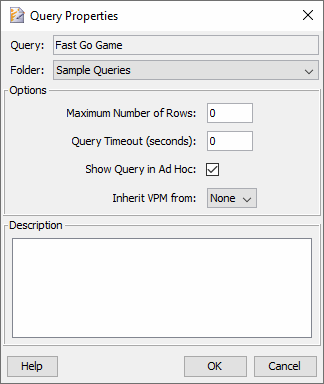 Query Properties
Query: Fast Go Game
Folder: Sample Queries
Options
Maximum Number of Rows: 0
Query Timeout (seconds): 0
Show Query in Ad Hoc:
Inherit VPM from: None
Description
Help OK Cancel